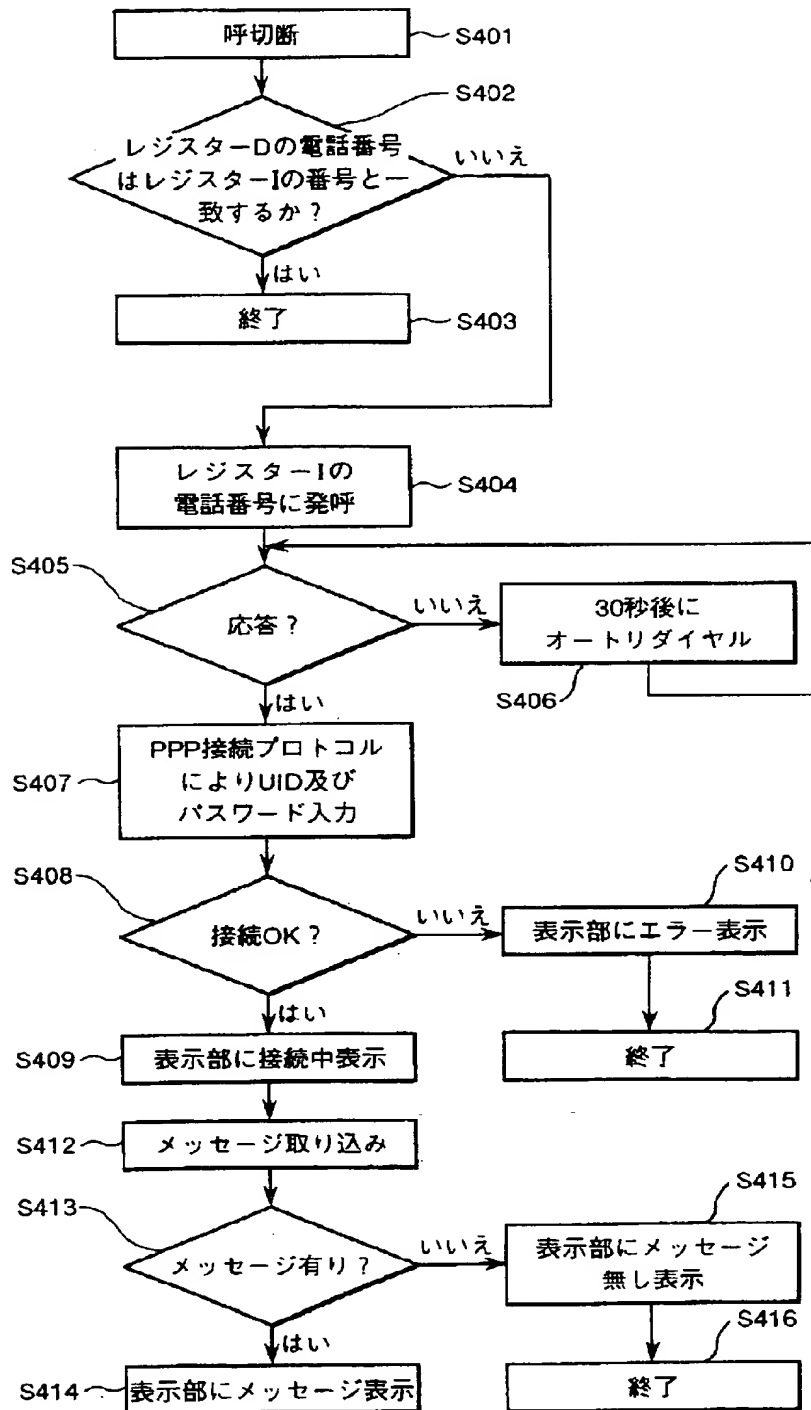 呼切断
S401
S402
レジスターDの電話番号
はレジスターIの番号と一
致するか？
いいえ
はい
終了
S403
レジスターIの
電話番号に発呼
S404
S405
応答？
いいえ
30秒後に
オートリダイヤル
S406
はい
S407
PPP接続プロトコル
によりUID及び
パスワード入力
S408
接続OK？
いいえ
S410
表示部にエラー表示
はい
S411
終了
S409
表示部に接続中表示
S412
メッセージ取り込み
S413
メッセージ有り？
いいえ
S415
表示部にメッセージ
無し表示
はい
S416
終了
S414
表示部にメッセージ表示